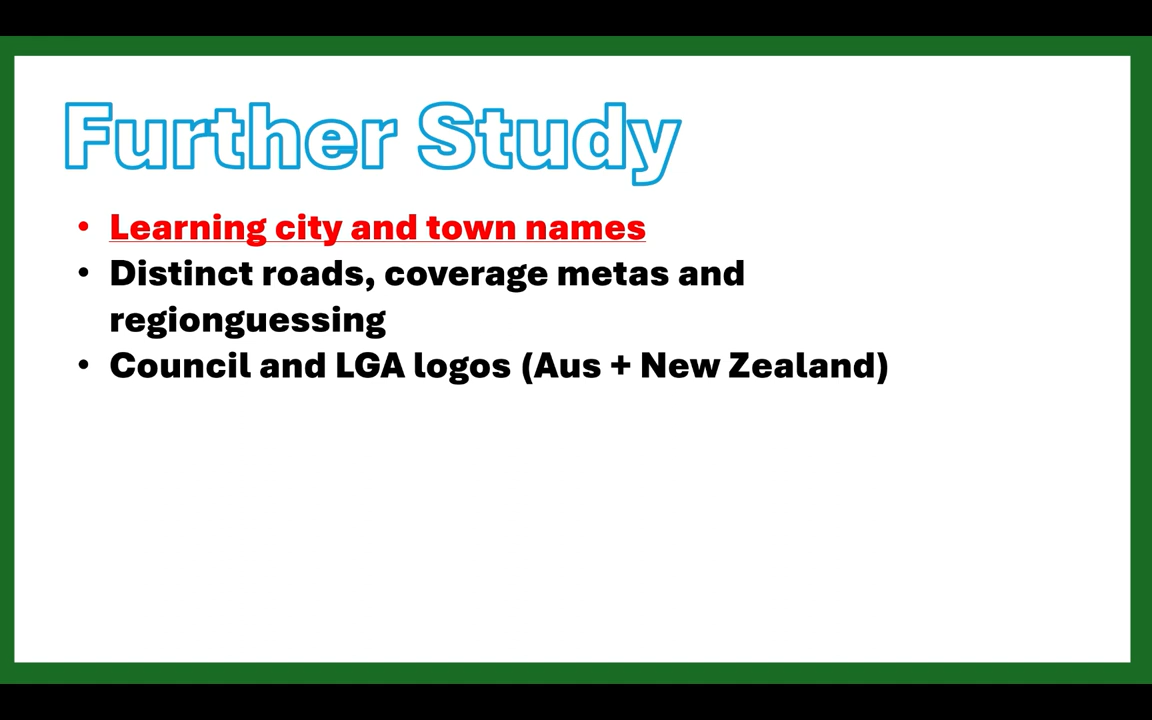 Further Study
• Learning city and town names
• Distinct roads, coverage metas and
regionguessing
• Council and LGA logos (Aus + New Zealand)